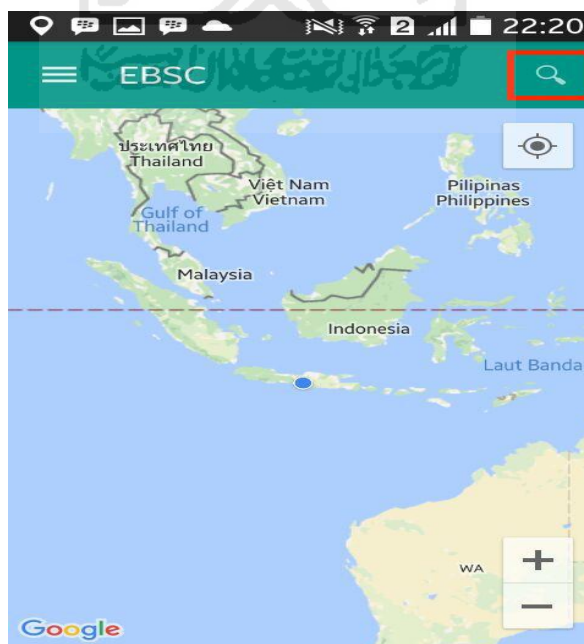 2 22:20
EBSC
ประเทศไทย
Thailand
Việt Nam
Vietnam
Pilipinas
Philippines
Gulf of
Thailand
Malaysia
Indonesia
Laut Banda
WA
+
−
Google